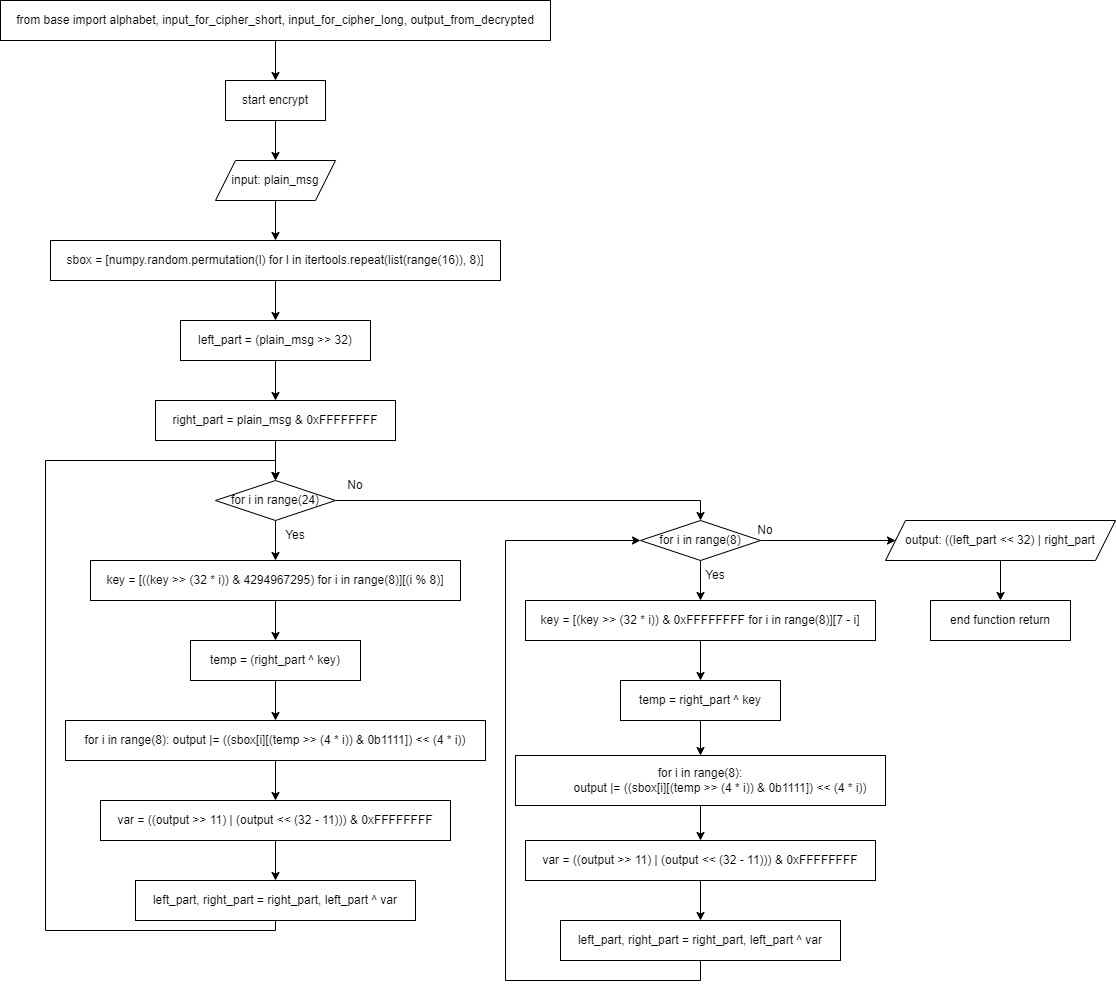 from base import alphabet, input_for_cipher_short, input_for_cipher_long, output_from_decrypted
start encrypt
input: plain_msg
sbox = [numpy.random.permutation(l) for l in itertools.repeat(list(range(16)), 8)]
left_part = (plain_msg >> 32)
right_part = plain_msg & 0xFFFFFFFF
for i in range(24)
No
Yes
key = [((key >> (32 * i)) & 4294967295) for i in range(8)][(i % 8)]
temp = (right_part ^ key)
for i in range(8): output |= ((sbox[i][(temp >> (4 * i)) & 0b1111]) << (4 * i))
var = ((output >> 11) | (output << (32 - 11))) & 0xFFFFFFFF
left_part, right_part = right_part, left_part ^ var
for i in range(8)
No
Yes
key = [(key >> (32 * i)) & 0xFFFFFFFF for i in range(8)][7 - i]
temp = right_part ^ key
for i in range(8):
output |= ((sbox[i][(temp >> (4 * i)) & 0b1111]) << (4 * i))
var = ((output >> 11) | (output << (32 - 11))) & 0xFFFFFFFF
left_part, right_part = right_part, left_part ^ var
output: ((left_part << 32) | right_part
end function return